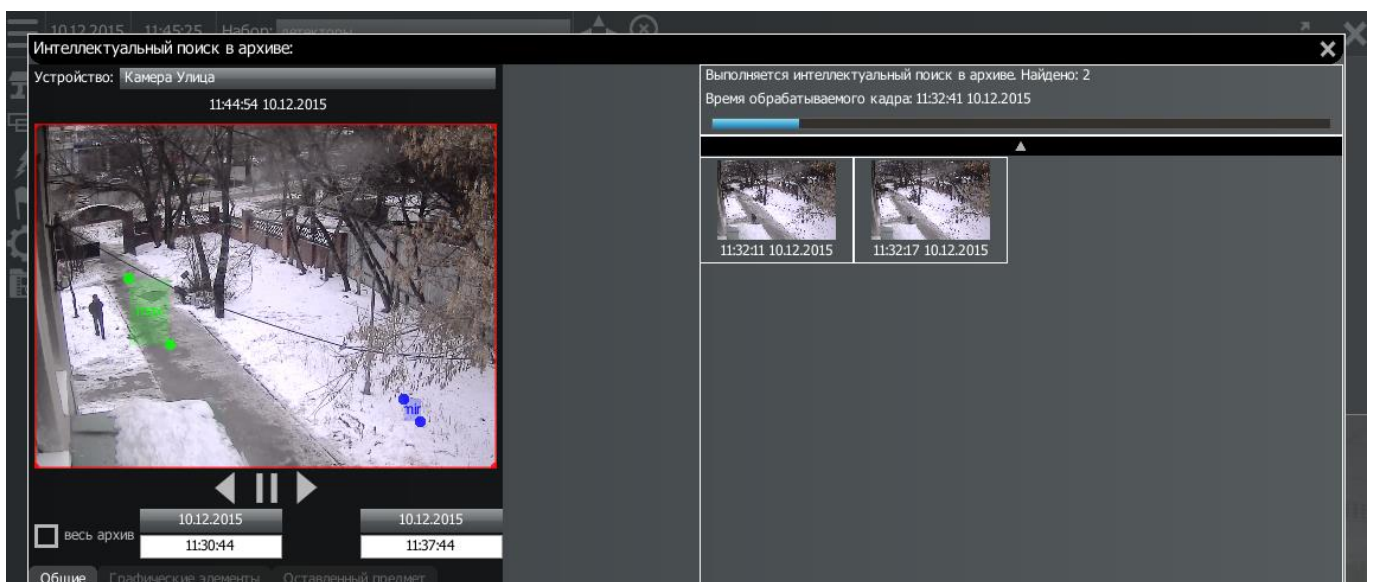 10.12.2015 11:45:25 Набор: детекторы
Интеллектуальный поиск в архиве:
Устройство: Камера Улица
11:44:54 10.12.2015
min
весь архив
10.12.2015 10.12.2015
11:30:44 11:37:44
Общие Графические элементы Оставленный предмет
Выполняется интеллектуальный поиск в архиве. Найдено: 2
Время обрабатываемого кадра: 11:32:41 10.12.2015
11:32:11 10.12.2015 11:32:17 10.12.2015